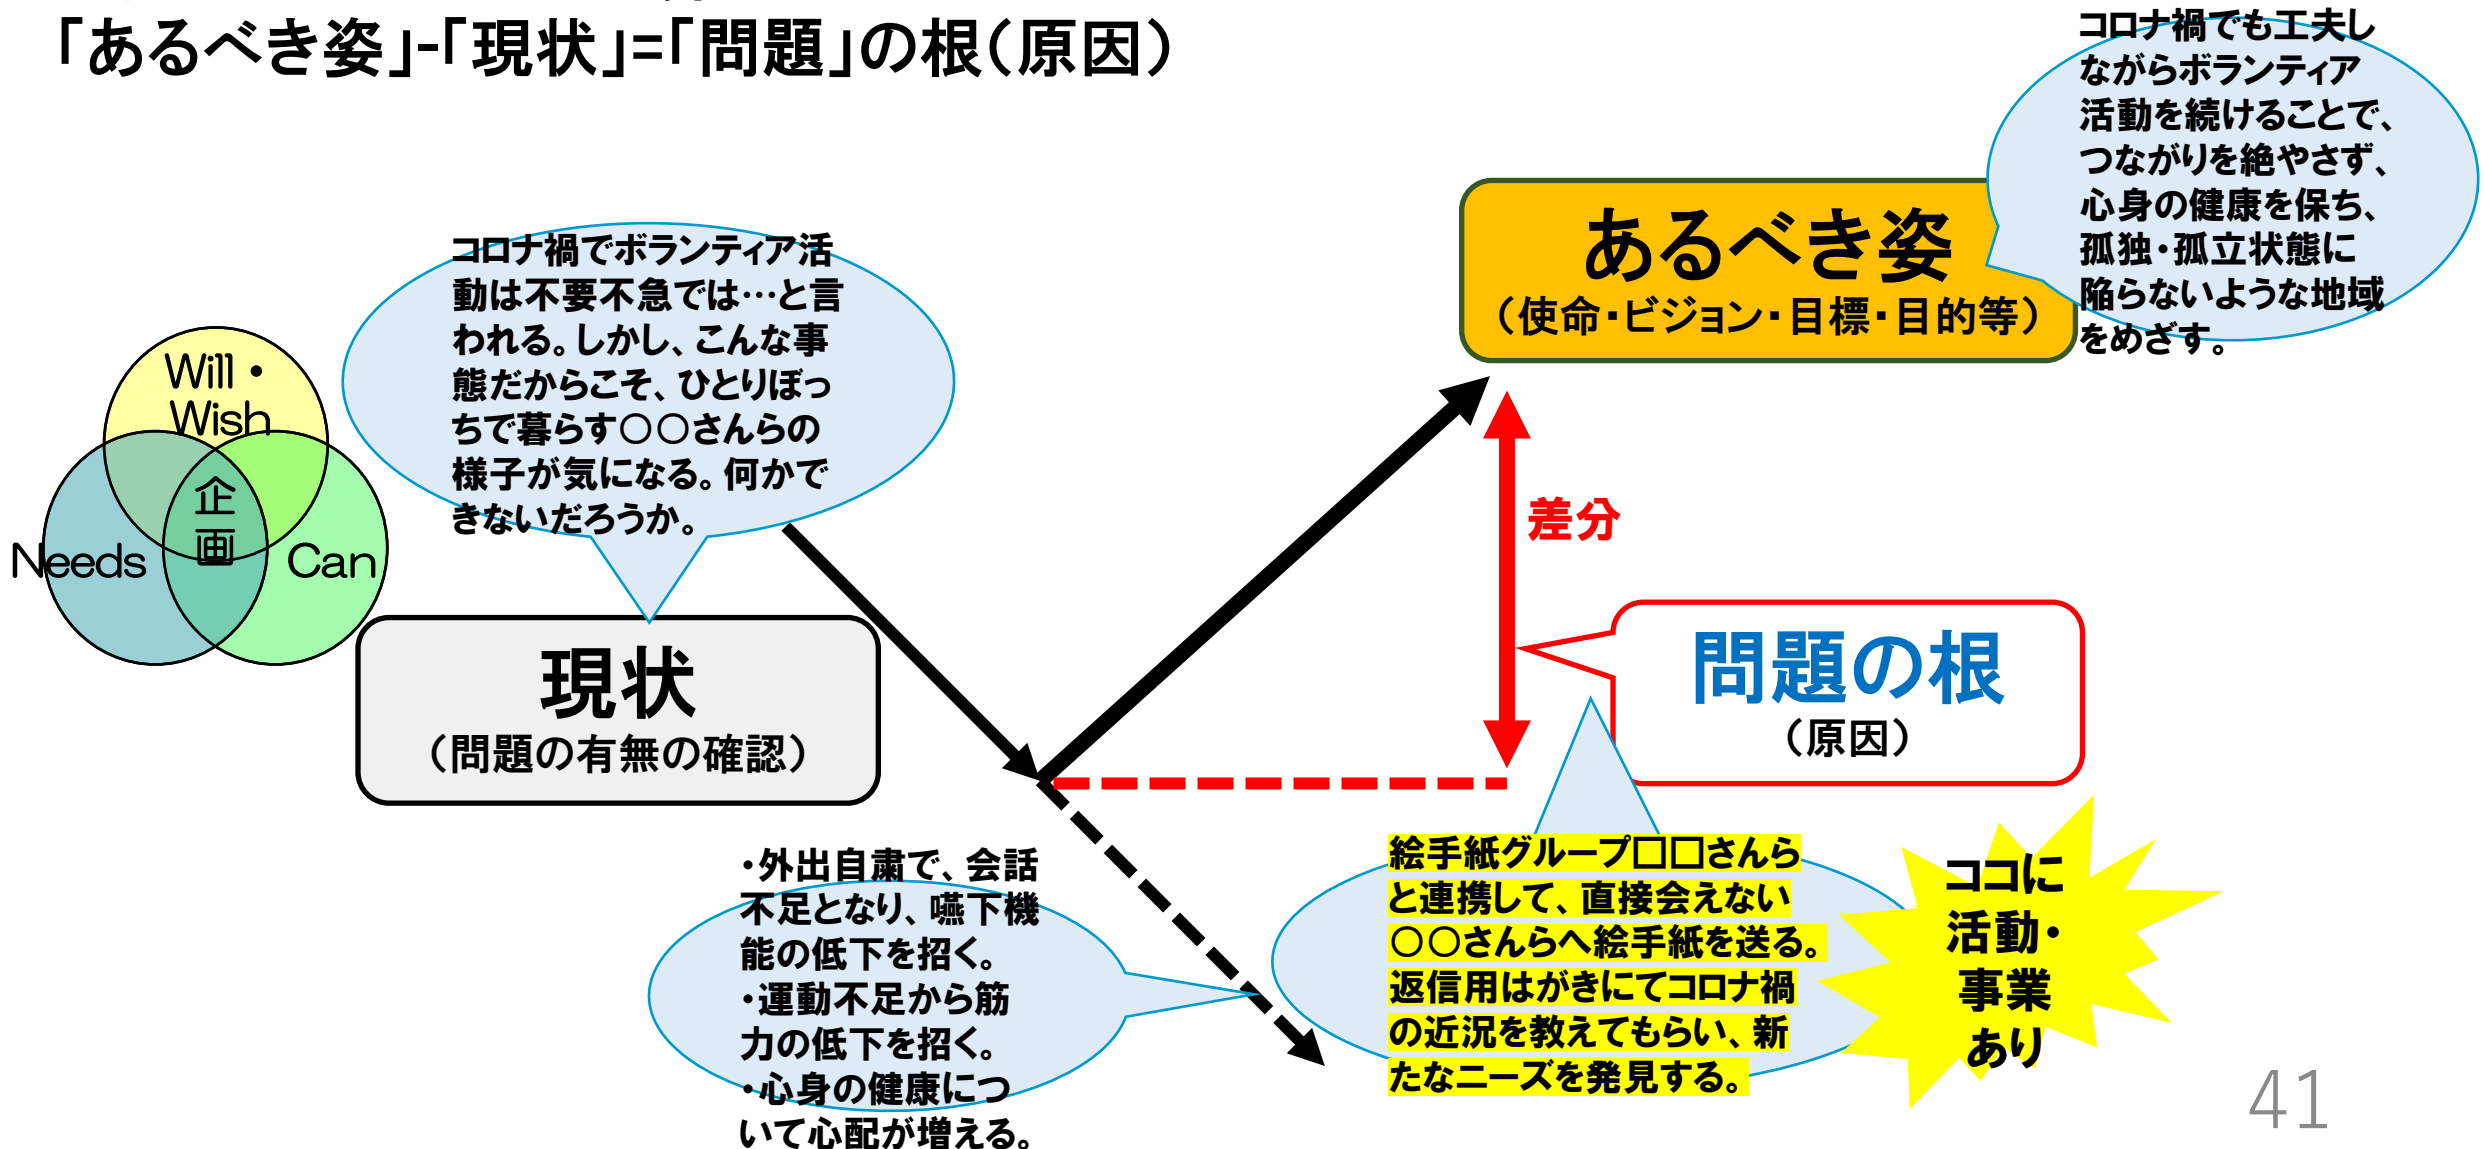 「あるべき姿」-「現状」=「問題」の根（原因）
コロナ禍でも工夫し
ながらボランティア
活動を続けることで、
つながりを絶やさず、
心身の健康を保ち、
孤独・孤立状態に
陥らないような地域
をめざす。
あるべき姿
（使命・ビジョン・目標・目的等）
コロナ禍でボランティア活
動は不要不急では…と言
われる。しかし、こんな事
態だからこそ、ひとりぼっ
ちで暮らす〇〇さんらの
様子が気になる。何かで
きないだろうか。
Will・
Wish
企
画
Needs
Can
差分
現状
（問題の有無の確認）
問題の根
（原因）
・外出自粛で、会話
不足となり、嚥下機
能の低下を招く。
・運動不足から筋
力の低下を招く。
・心身の健康につ
いて心配が増える。
絵手紙グループ□□さんら
と連携して、直接会えない
〇〇さんらへ絵手紙を送る。
返信用はがきにてコロナ禍
の近況を教えてもらい、新
たなニーズを発見する。
ココに
活動・
事業
あり
41